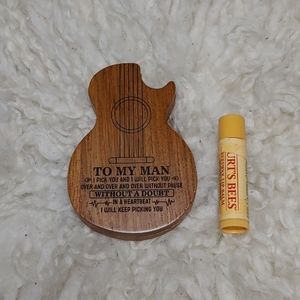 TO MY MAN
I PICK YOU AND I WILL PICK YOU
OVER AND OVER AND OVER WITHOUT PAUSE
WITHOUT A DOUBT
IN A HEARTBEAT
I WILL KEEP PICKING YOU
BURT'S BEES